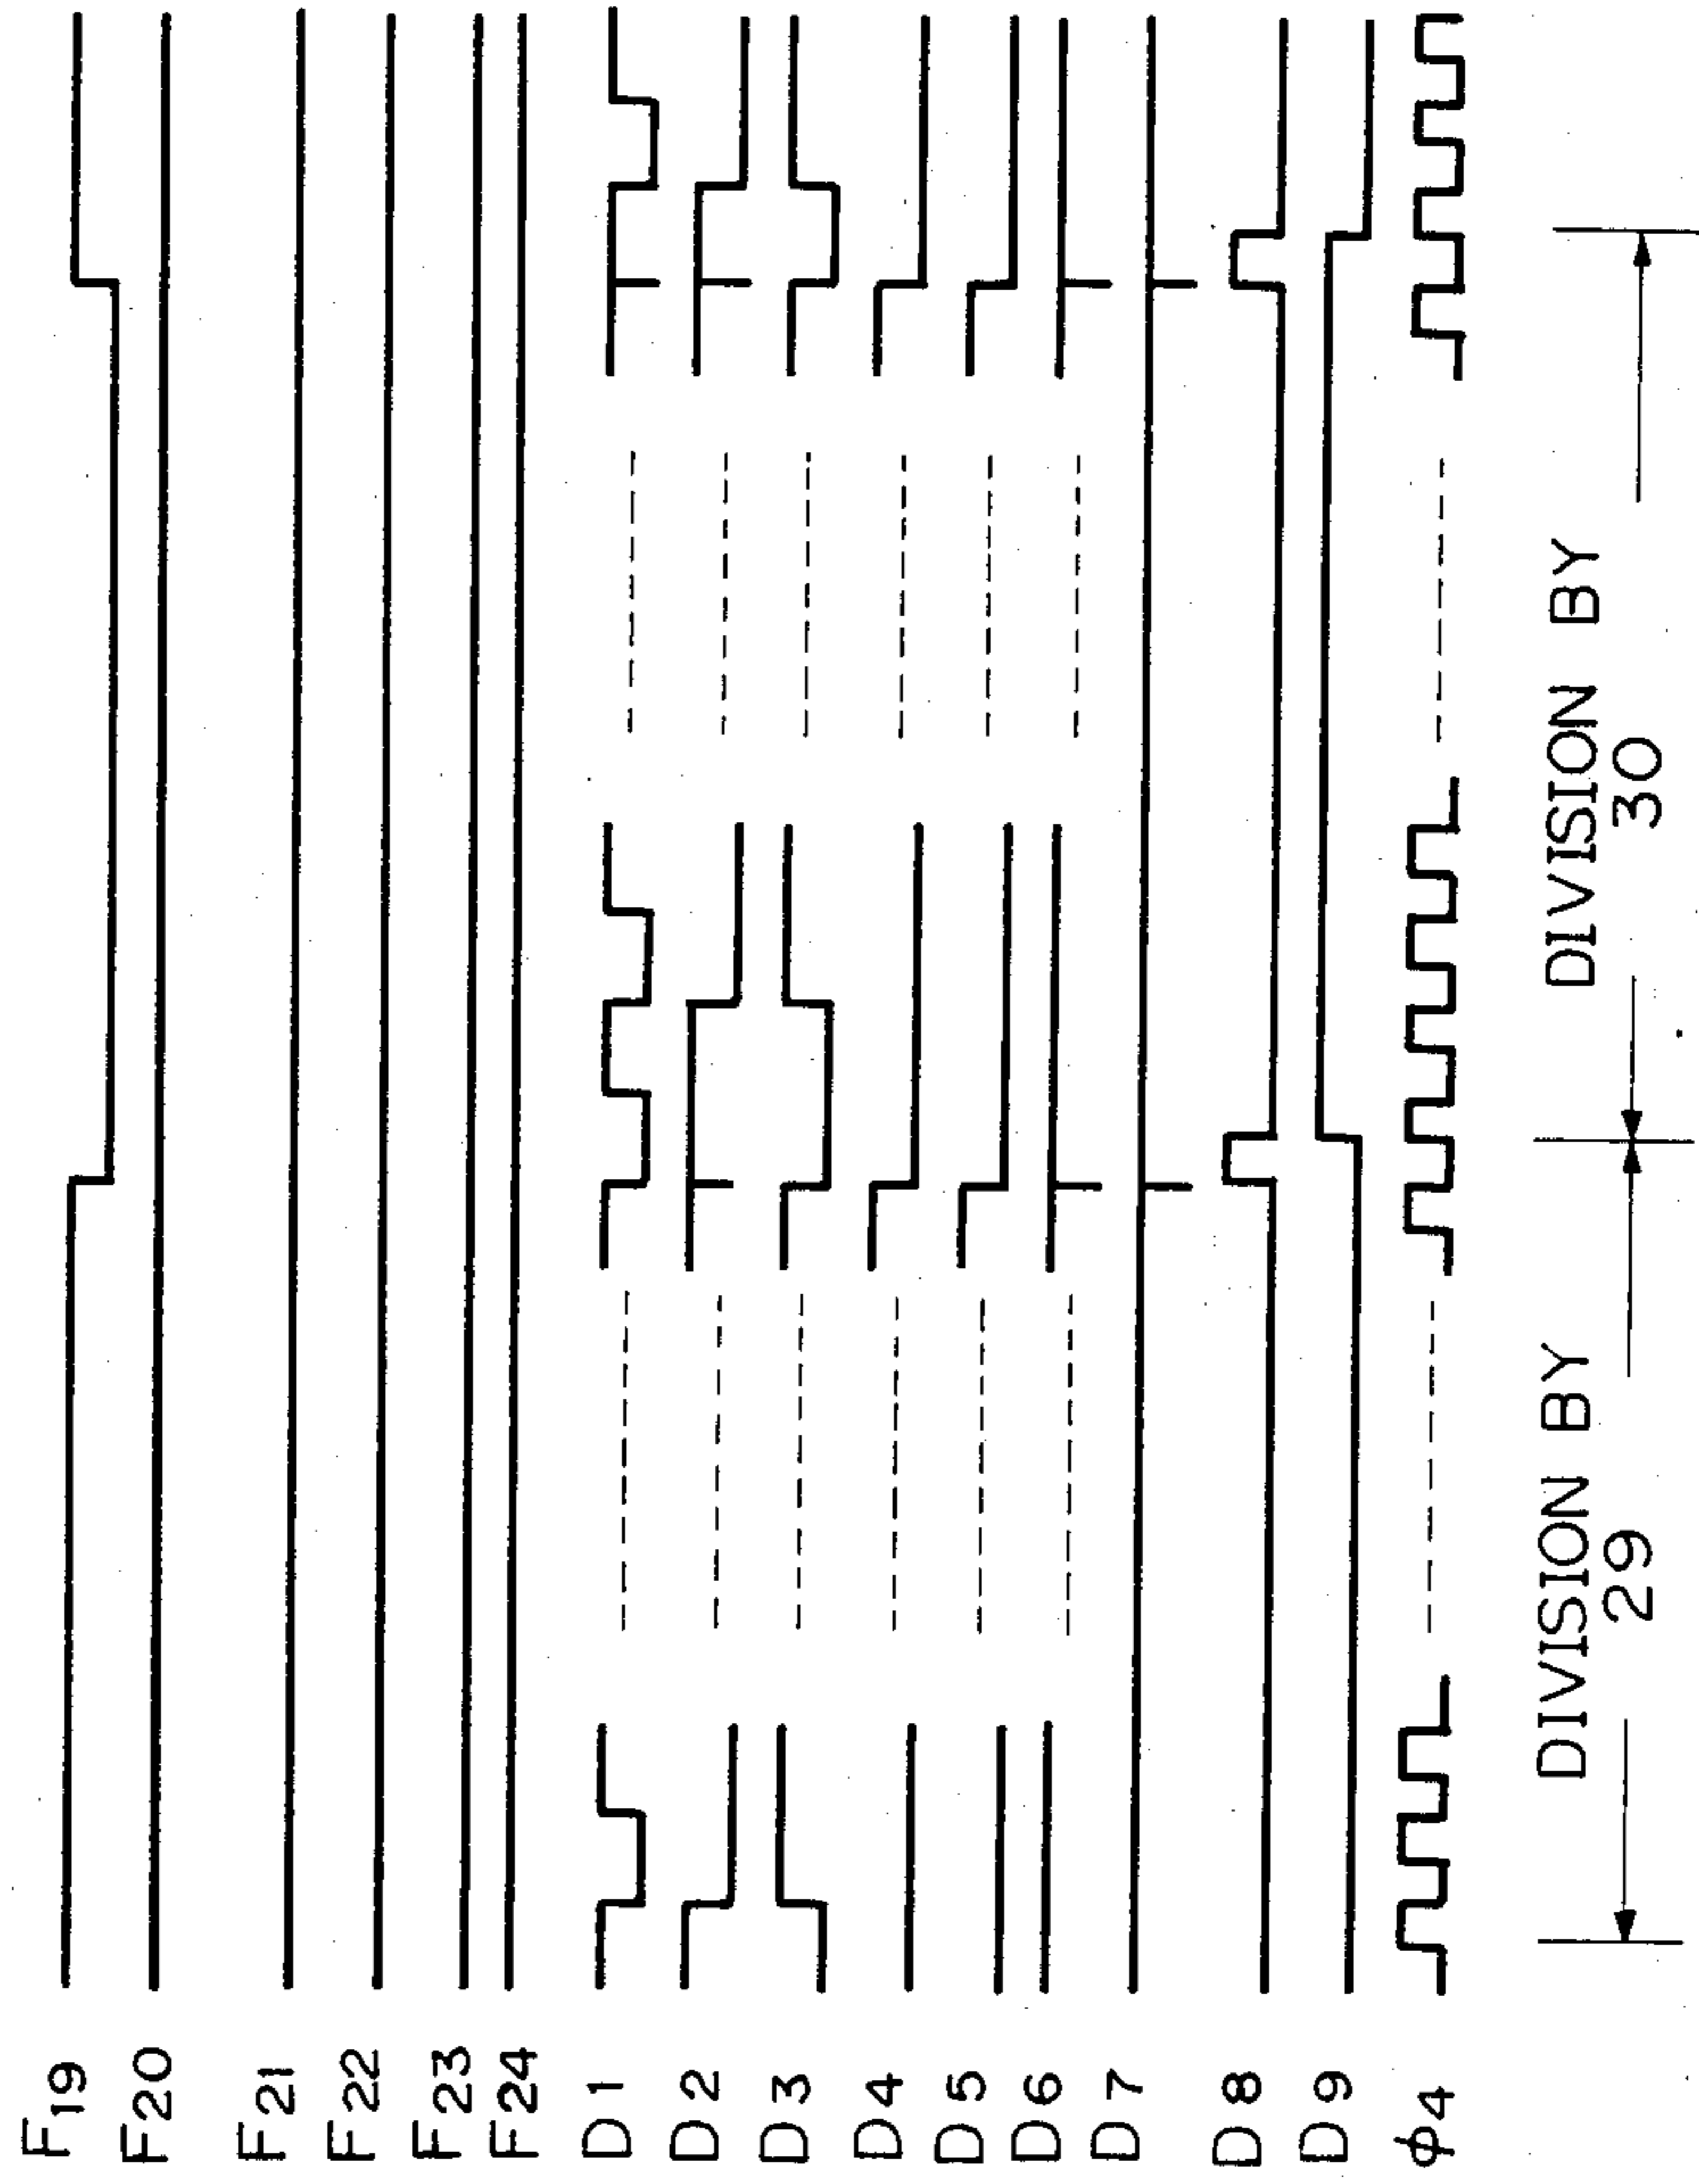 F19
F20
F21
F22
F23
F24
D1
D2
D3
D4
D5
D6
D7
D8
D9
ϕ4
DIVISION BY
29
DIVISION BY
30